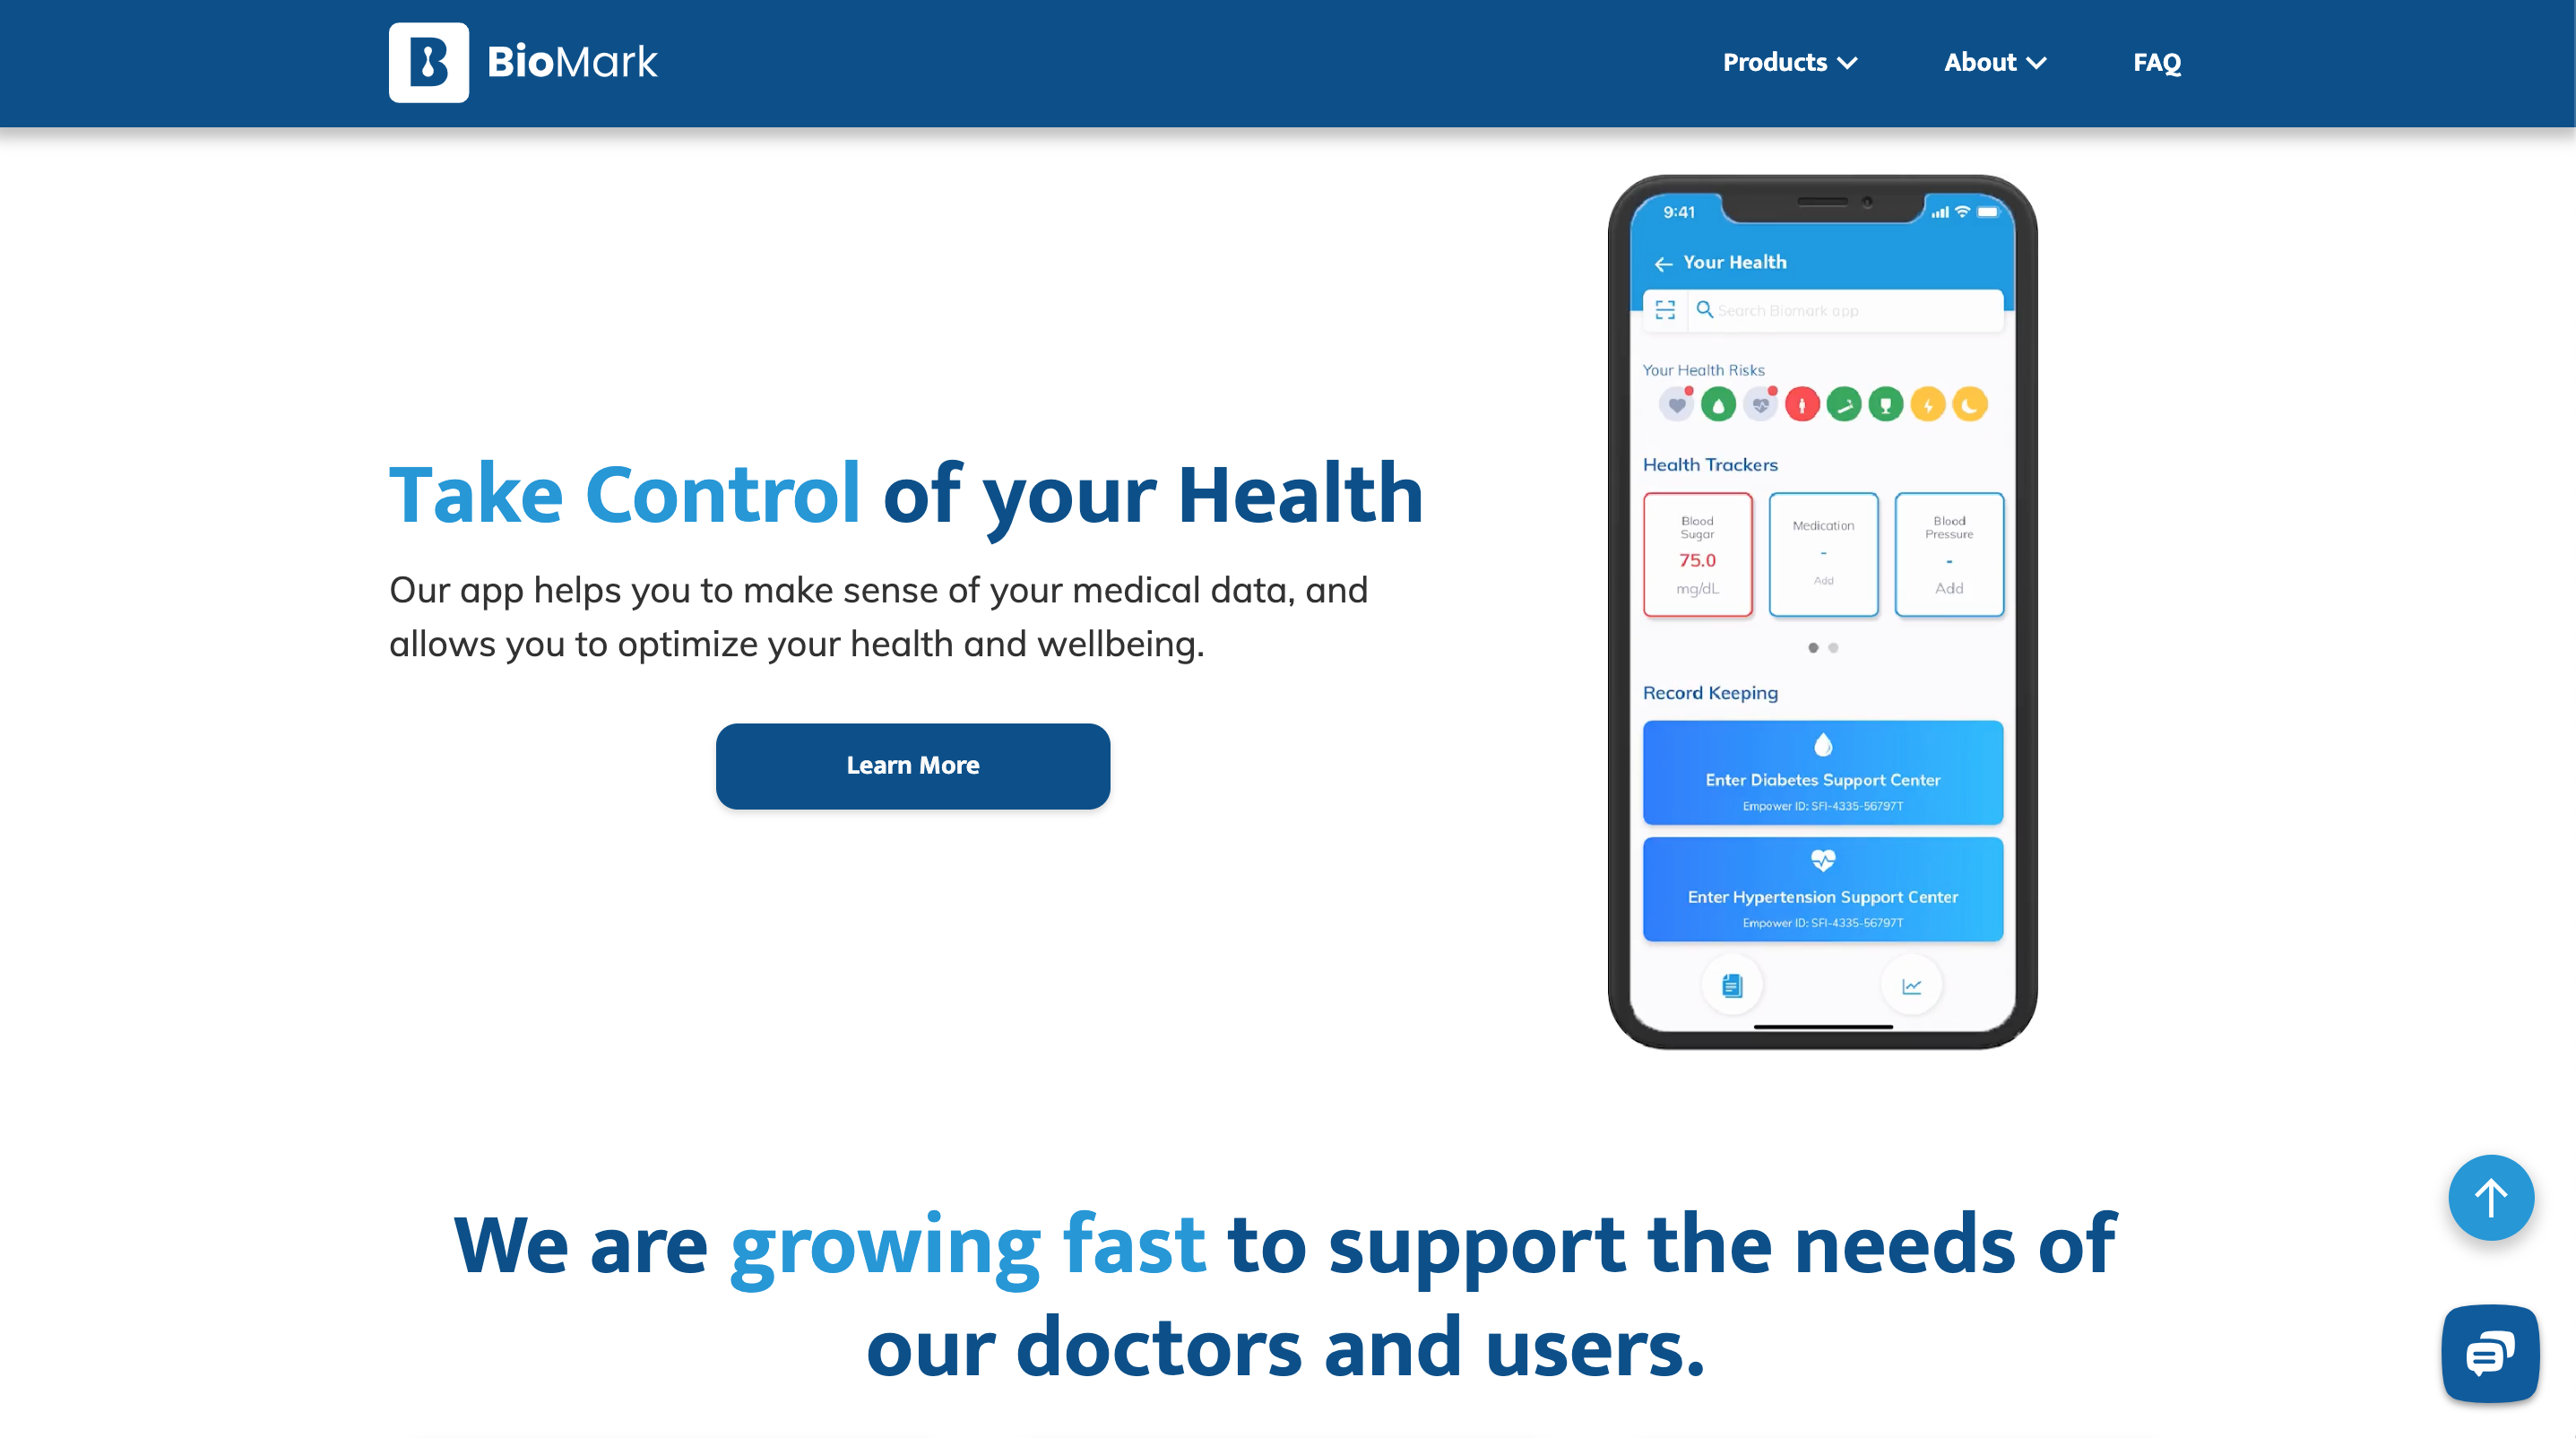 BioMark
Products
About
FAQ
Take Control of your Health
Our app helps you to make sense of your medical data, and
allows you to optimize your health and wellbeing.
Learn More
9:41
Your Health
Search Biomark app
Your Health Risks
Health Trackers
Blood
Sugar
75.0
mg/dL
Medication
-
Add
Blood
Pressure
-
Add
Record Keeping
Enter Diabetes Support Center
Empower ID: SFI-4335-56797T
Enter Hypertension Support Center
Empower ID: SFI-4335-56797T
We are growing fast to support the needs of
our doctors and users.